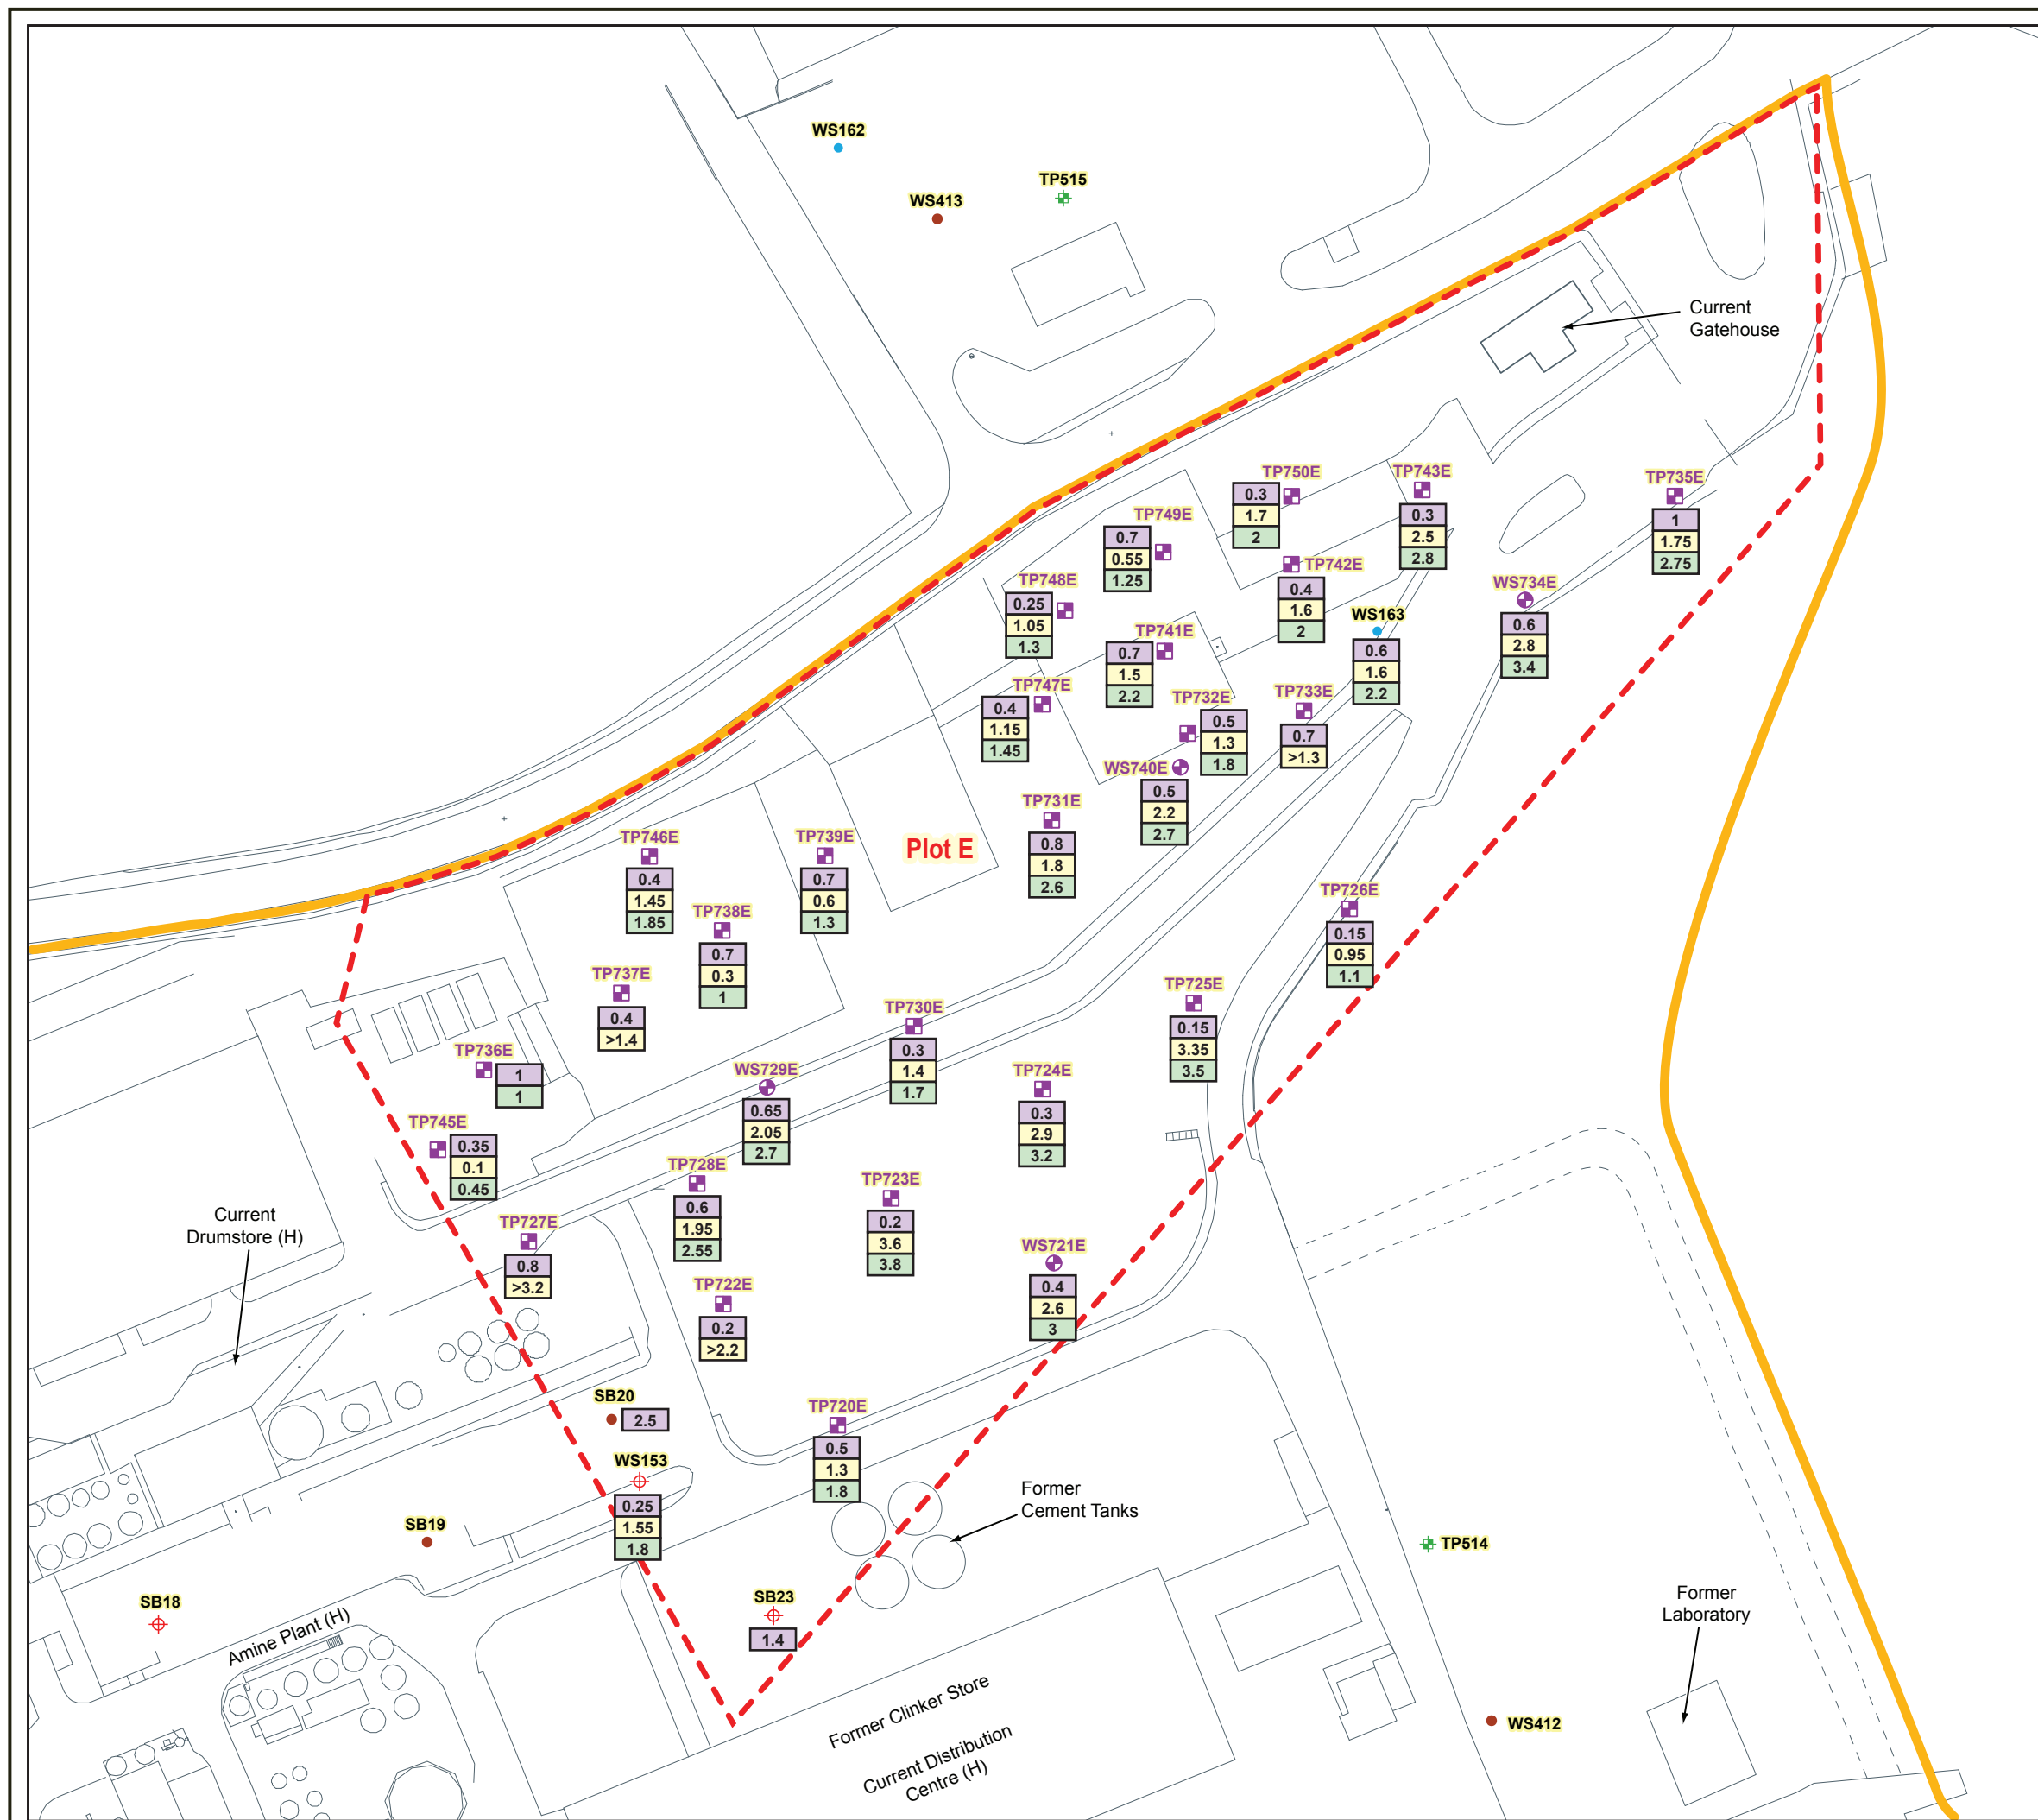 WS162
TP515
WS413
Current
Gatehouse
TP750E
0.3
1.7
2
TP743E
0.3
2.5
2.8
TP735E
1
1.75
2.75
TP749E
0.7
0.55
1.25
TP742E
0.4
1.6
2
TP748E
0.25
1.05
1.3
WS734E
0.6
2.8
3.4
WS163
0.6
1.6
2.2
TP741E
0.7
1.5
2.2
TP747E
0.4
1.15
1.45
TP732E
0.5
1.3
1.8
TP733E
0.7
>1.3
WS740E
0.5
2.2
2.7
TP731E
0.8
1.8
2.6
Plot E
TP746E
0.4
1.45
1.85
TP739E
0.7
0.6
1.3
TP738E
0.7
0.3
1
TP726E
0.15
0.95
1.1
TP737E
0.4
>1.4
TP725E
0.15
3.35
3.5
TP730E
0.3
1.4
1.7
TP736E
1
1
WS729E
0.65
2.05
2.7
TP724E
0.3
2.9
3.2
TP745E
0.35
0.1
0.45
TP728E
0.6
1.95
2.55
TP723E
0.2
3.6
3.8
Current
Drumstore (H)
TP727E
0.8
>3.2
WS721E
0.4
2.6
3
TP722E
0.2
>2.2
SB20
2.5
TP720E
0.5
1.3
1.8
WS153
0.25
1.55
1.8
Former
Cement Tanks
SB19
TP514
SB18
SB23
1.4
Former
Laboratory
Amine Plant (H)
Former Clinker Store
WS412
Current Distribution
Centre (H)